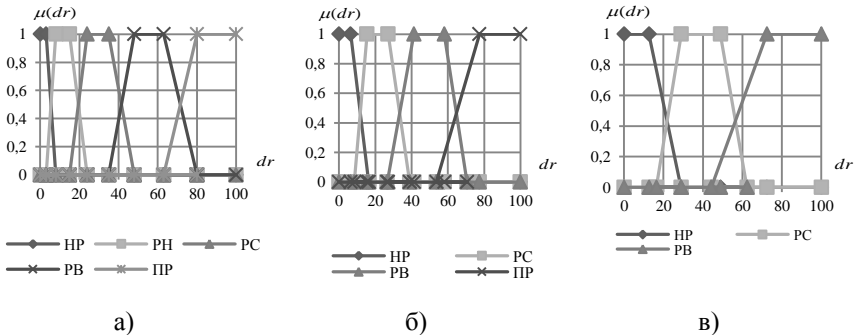 μ(dr) μ(dr) μ(dr)
1 1 1
0,8 0,8 0,8
0,6 0,6 0,6
0,4 0,4 0,4
0,2 0,2 0,2
dr dr dr
0 0 0
0 20 40 60 80 100 0 20 40 60 80 100 0 20 40 60 80 100
НР РН РС НР РС НР РС
РВ ПР РВ ПР РВ
а) б) в)